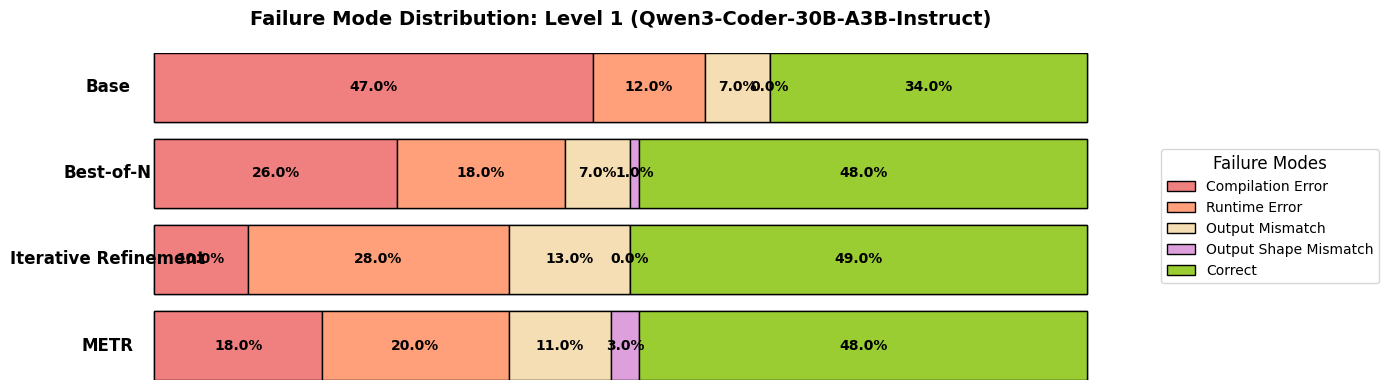 Failure Mode Distribution: Level 1 (Qwen3-Coder-30B-A3B-Instruct)
Base 47.0% 12.0% 7.0% 0.0% 34.0%
Best-of-N 26.0% 18.0% 7.0% 1.0% 48.0%
Iterative Refinement 10.0% 28.0% 13.0% 0.0% 49.0%
METR 18.0% 20.0% 11.0% 3.0% 48.0%
Failure Modes
Compilation Error
Runtime Error
Output Mismatch
Output Shape Mismatch
Correct